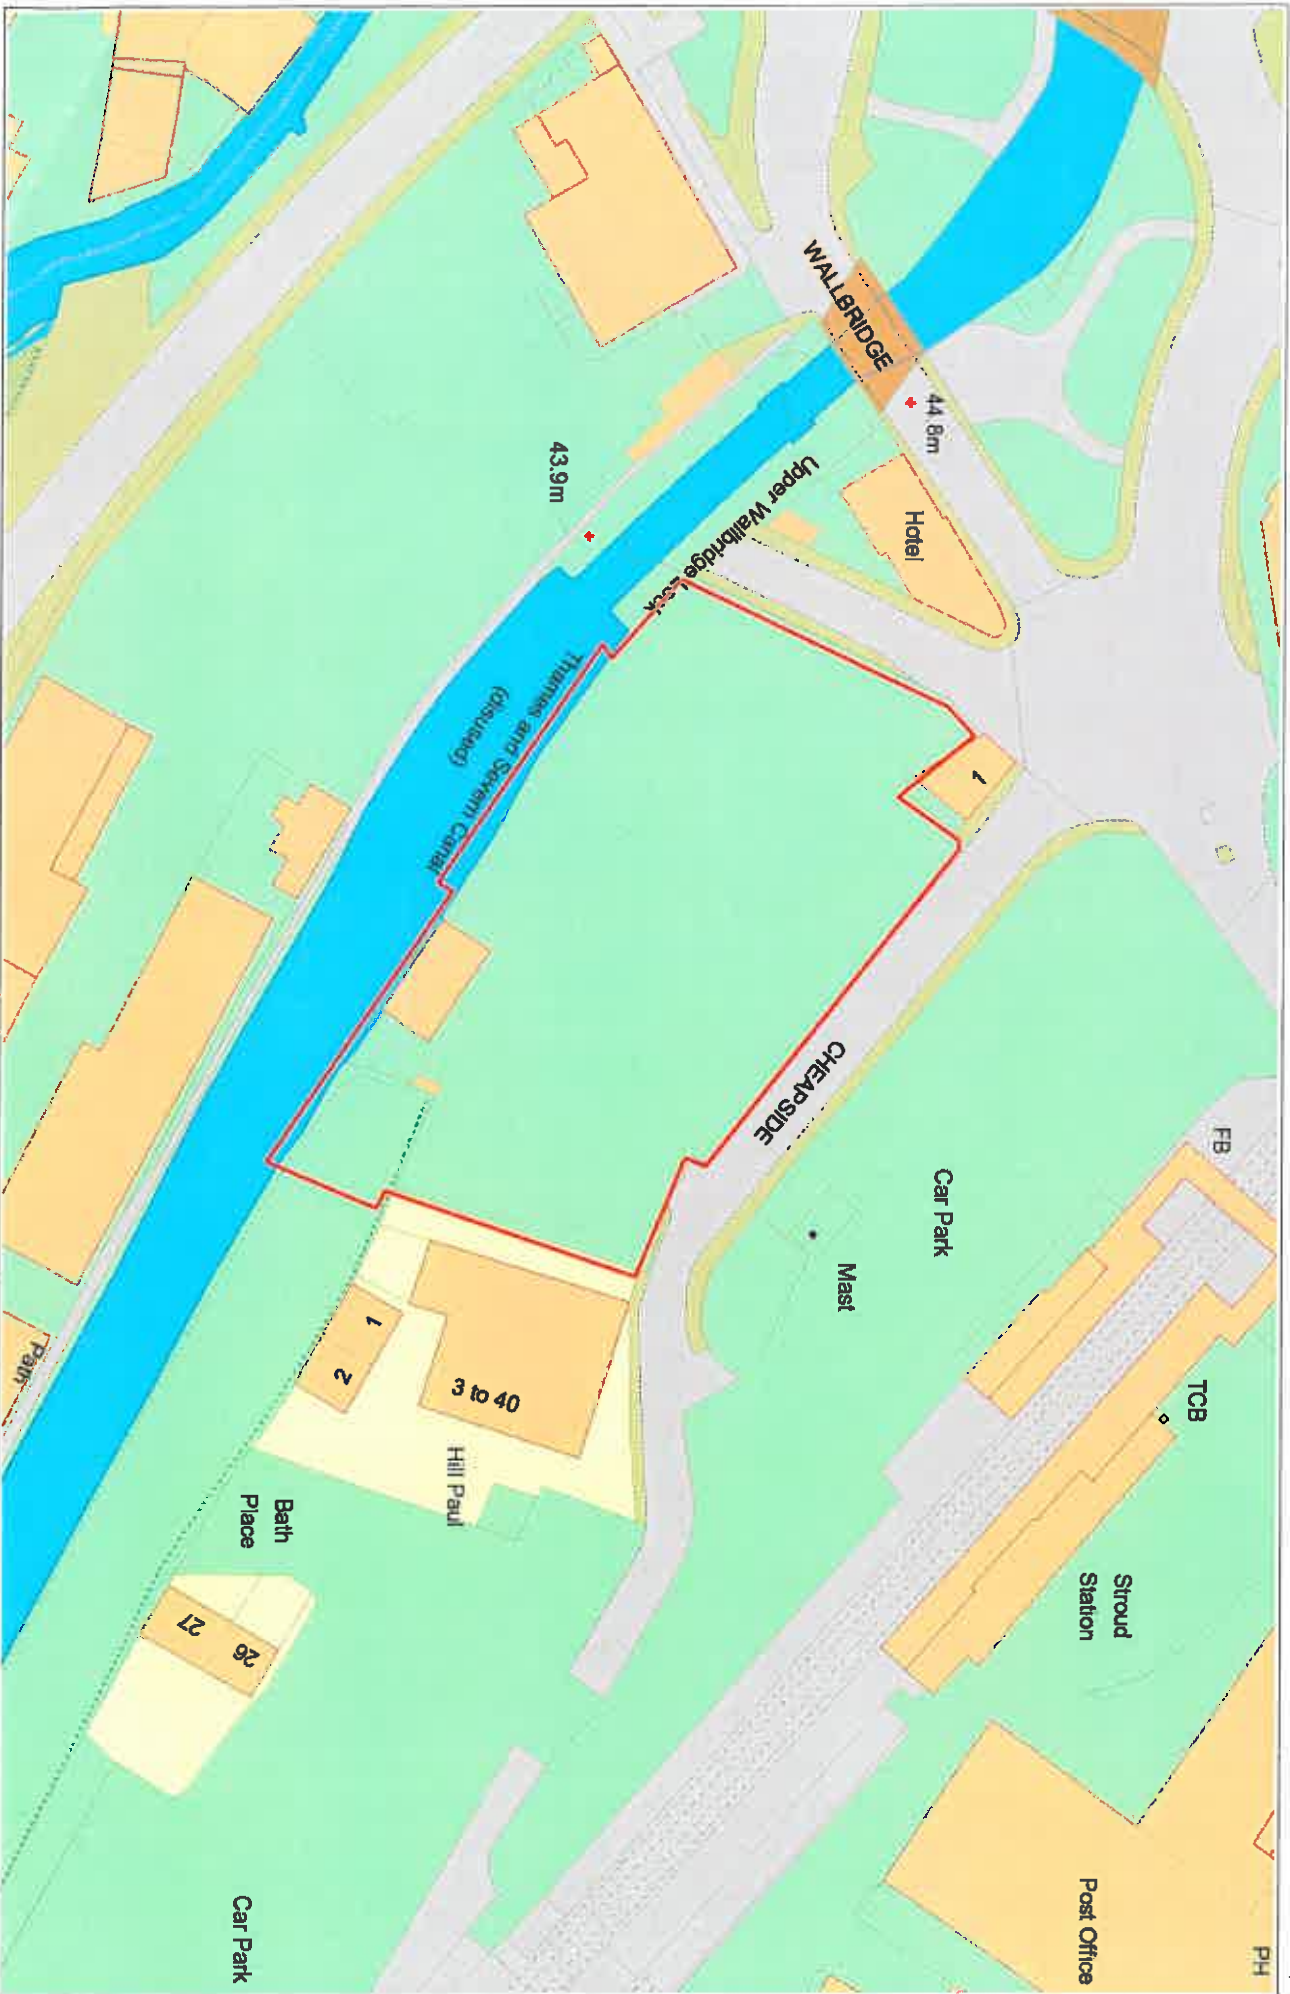 WALLBRIDGE
44.8m
43.9m
Upper Wallbridge Lock
Hotel
Thames and Severn Canal
(disused)
1
CHEAPSIDE
FB
Car Park
Mast
TCB
Stroud
Station
Path
1
2
3 to 40
Hill Paul
Bath
Place
27
26
Post Office
PH
Car Park